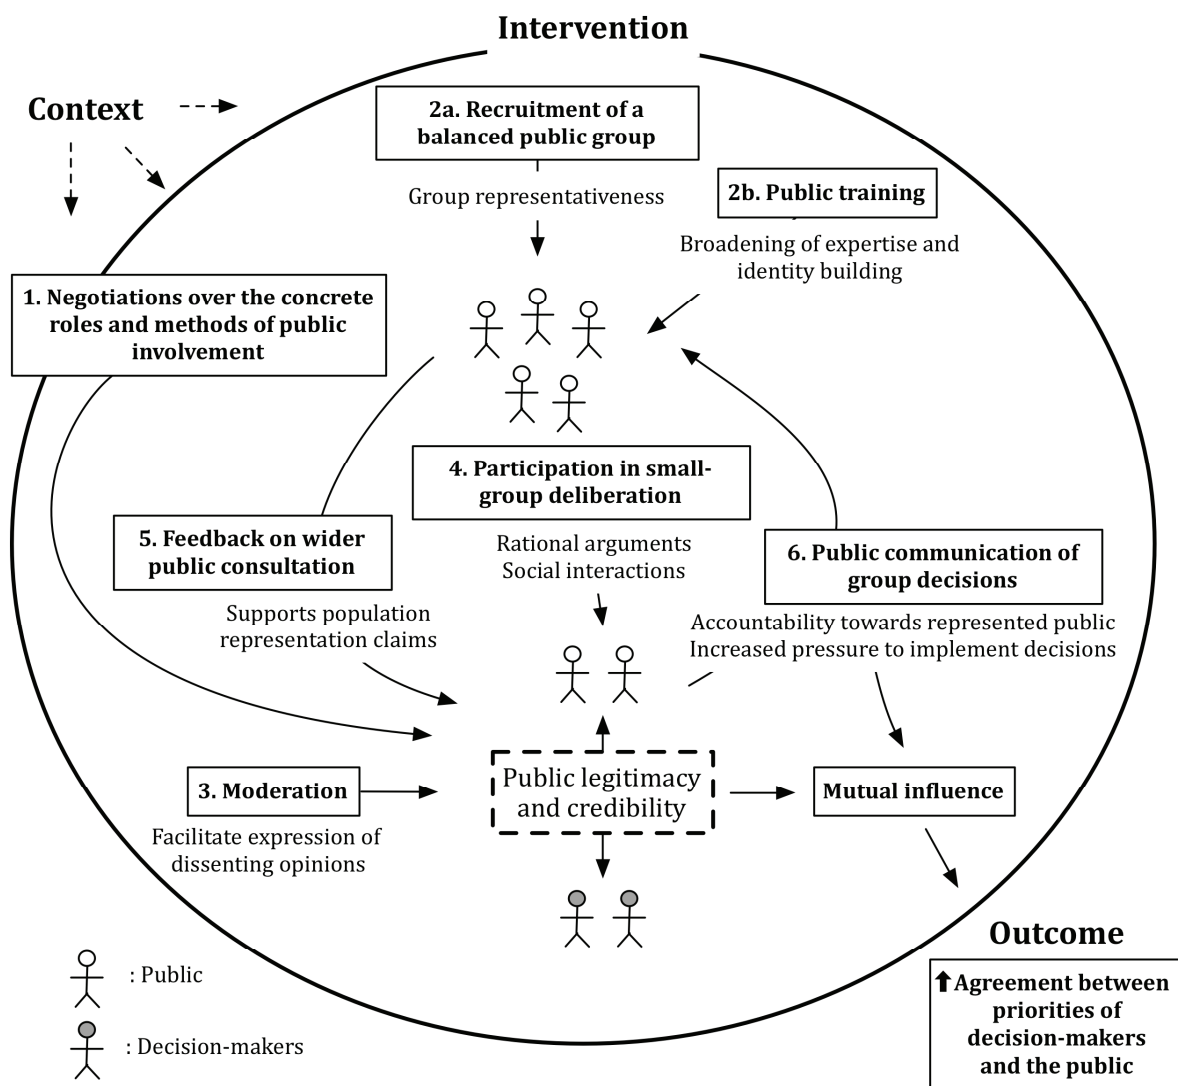 Intervention
Context
2a. Recruitment of a
balanced public group
Group representativeness
2b. Public training
Broadening of expertise and
identity building
1. Negotiations over the concrete
roles and methods of public
involvement
4. Participation in small-
group deliberation
Rational arguments
Social interactions
5. Feedback on wider
public consultation
Supports population
representation claims
6. Public communication of
group decisions
Accountability towards represented public
Increased pressure to implement decisions
3. Moderation
Facilitate expression of
dissenting opinions
Public legitimacy
and credibility
Mutual influence
Outcome
Agreement between
priorities of
decision-makers
and the public
: Public
: Decision-makers